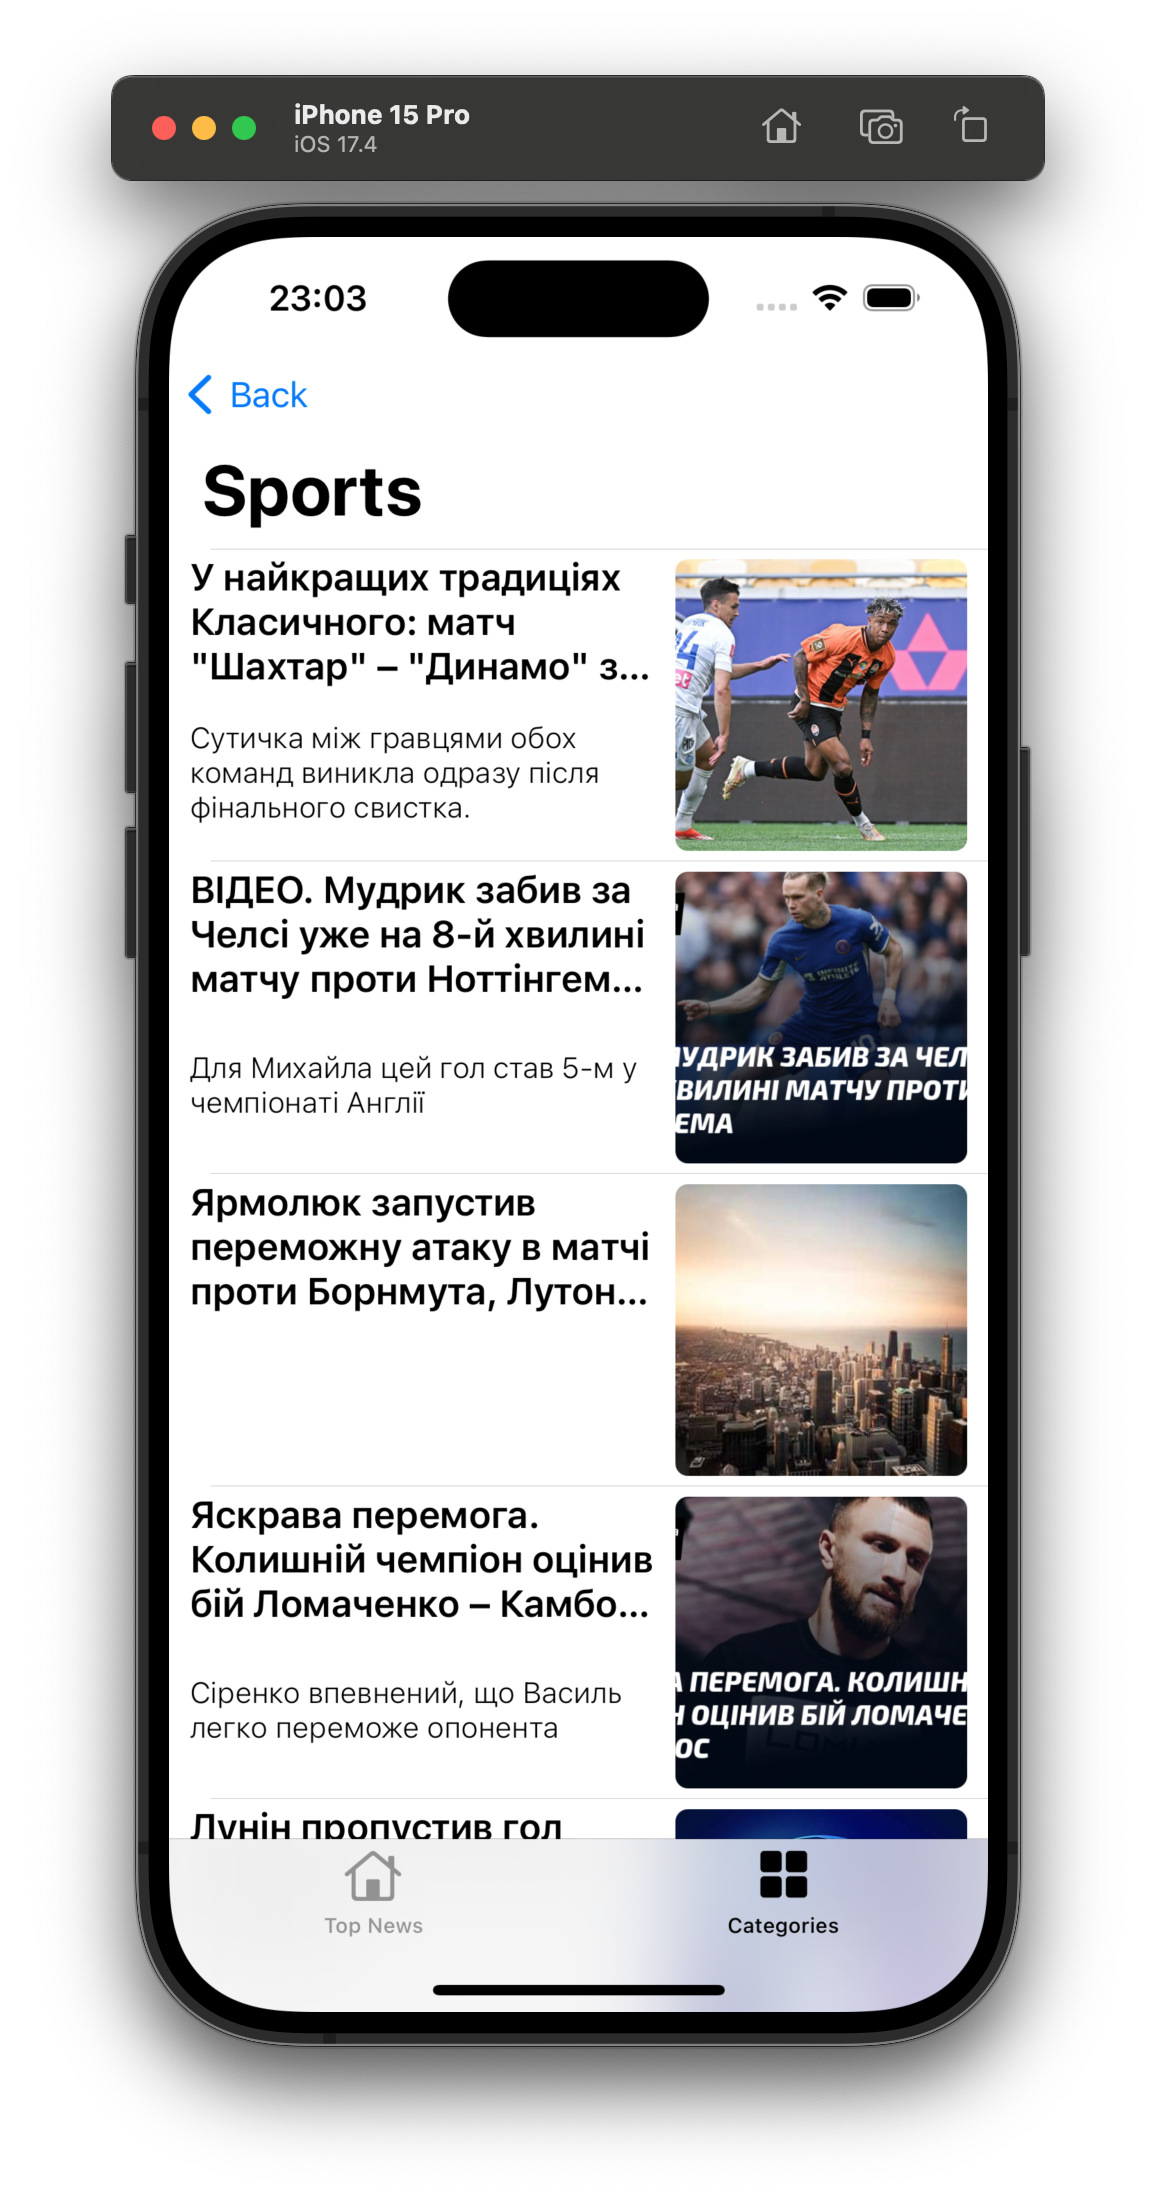 iPhone 15 Pro
iOS 17.4
23:03
Back
Sports
У найкращих традиціях
Класичного: матч
"Шахтар" – "Динамо" з...
Сутичка між гравцями обох
команд виникла одразу після
фінального свистка.
ВІДЕО. Мудрик забив за
Челсі уже на 8-й хвилині
матчу проти Ноттінгем...
Для Михайла цей гол став 5-м у
чемпіонаті Англії
УДРИК ЗАБИВ ЗА ЧЕЛ
ВИЛИНІ МАТЧУ ПРОТИ
ЕМА
Ярмолюк запустив
переможну атаку в матчі
проти Борнмута, Лутон...
Яскрава перемога.
Колишній чемпіон оцінив
бій Ломаченко – Камбо...
Сіренко впевнений, що Василь
легко переможе опонента
А ПЕРЕМОГА. КОЛИШН
Н ОЦІНИВ БІЙ ЛОМАЧЕ
ОС
Лунін пропустив гол
Top News
Categories